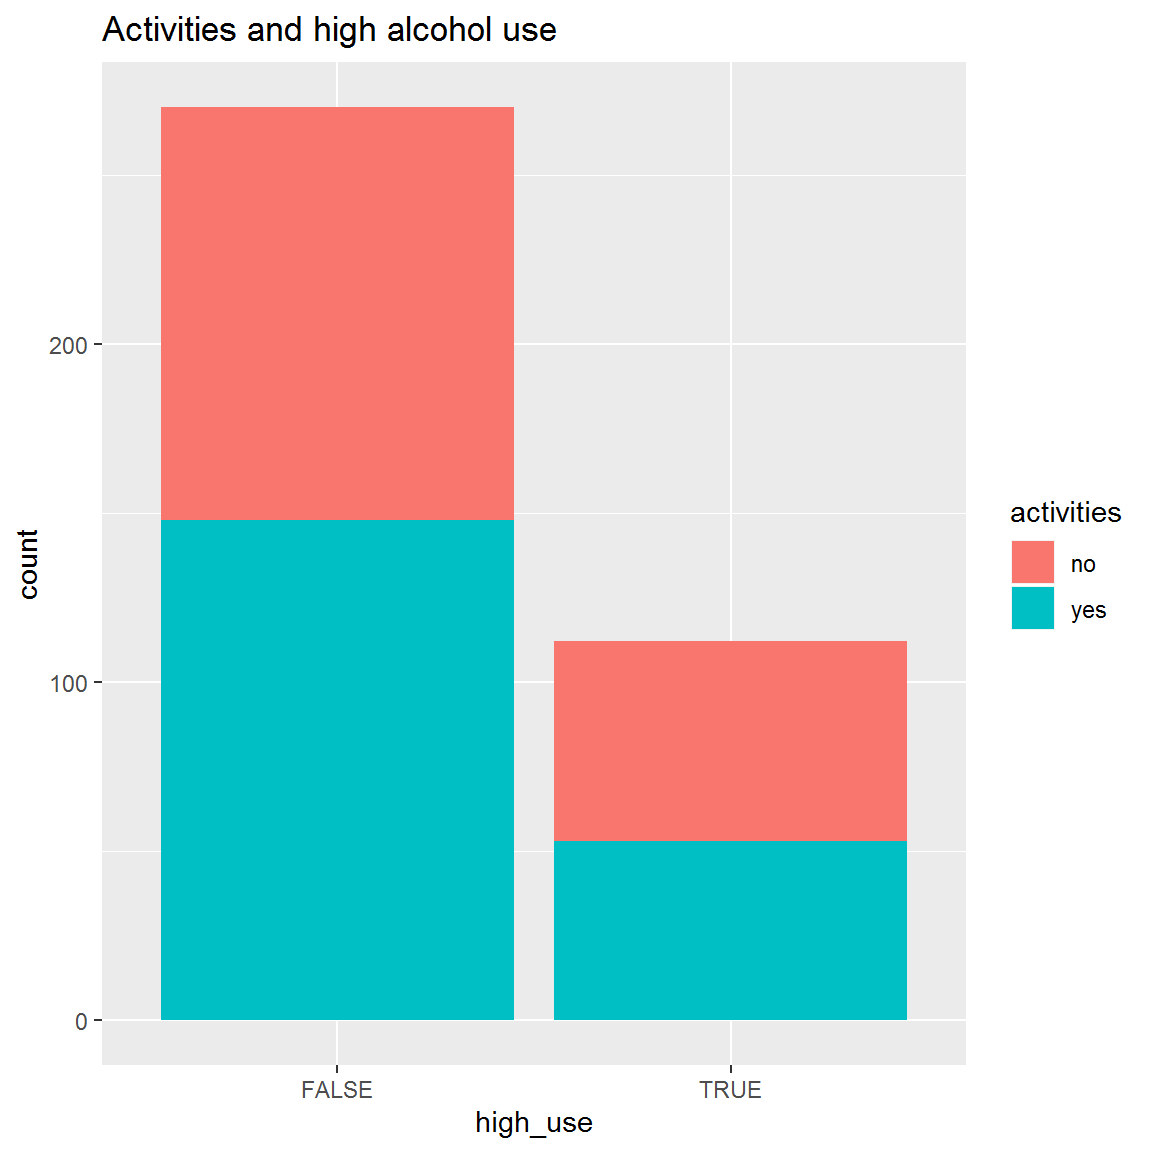 Activities and high alcohol use
count
200
100
0
FALSE
TRUE
high_use
activities
no
yes